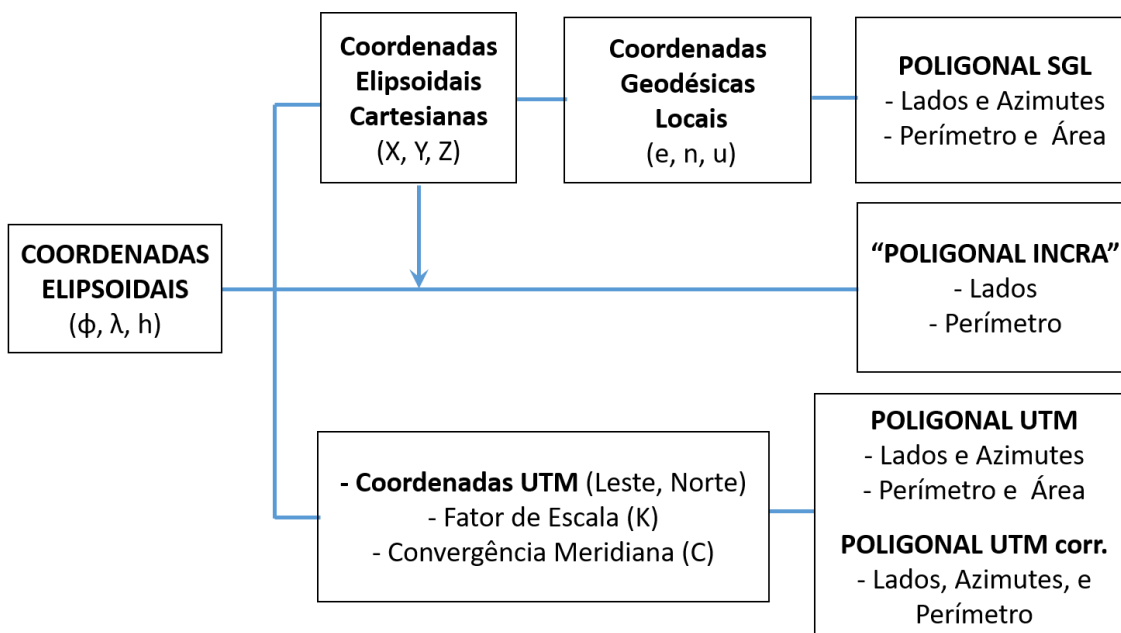 Coordenadas
Elipsoidais
Cartesianas
(X, Y, Z)
Coordenadas
Geodésicas
Locais
(e, n, u)
POLIGONAL SGL
- Lados e Azimutes
- Perímetro e Área
COORDENADAS
ELIPSOIDAIS
(ϕ, λ, h)
“POLIGONAL INCRA”
- Lados
- Perímetro
- Coordenadas UTM (Leste, Norte)
- Fator de Escala (K)
- Convergência Meridiana (C)
POLIGONAL UTM
- Lados e Azimutes
- Perímetro e Área
POLIGONAL UTM corr.
- Lados, Azimutes, e
Perímetro